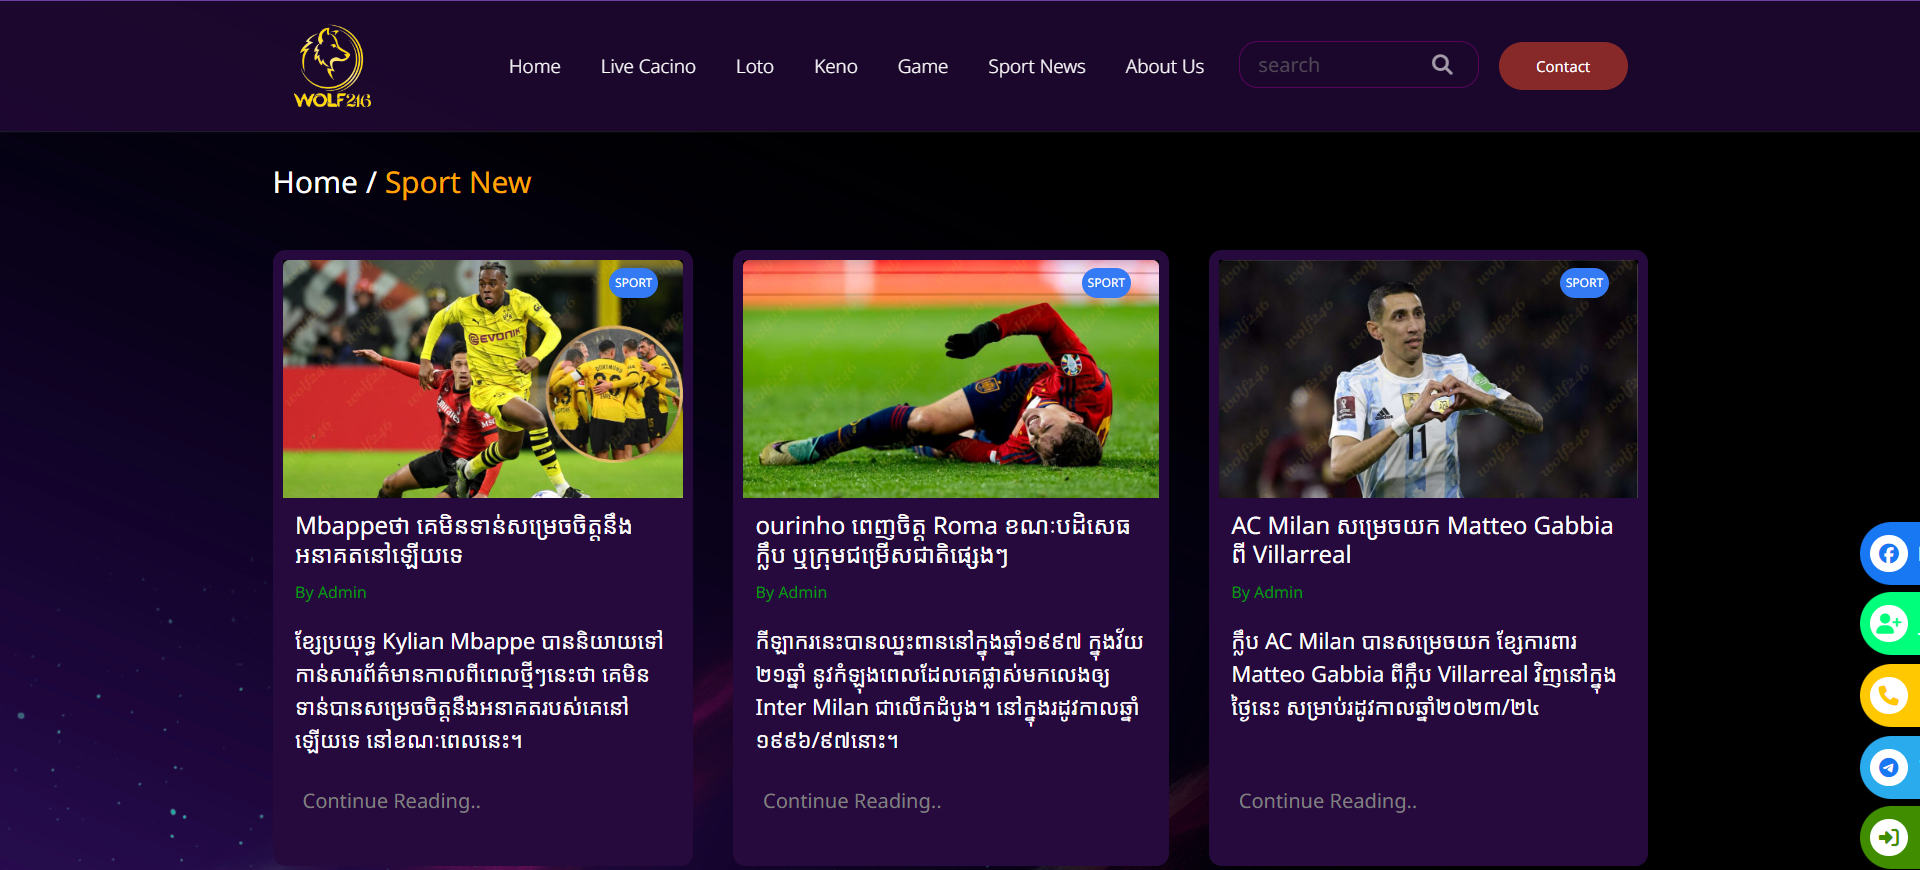 WOLF216
Home
Live Cacino
Loto
Keno
Game
Sport News
About Us
search
Contact
Home / Sport New
SPORT
EVONIK
SPORT
SPORT
11
Mbappeថា គេមិនទាន់សម្រេចចិត្តនឹង
អនាគតនៅឡើយទេ
By Admin
ខ្សែប្រយុទ្ធ Kylian Mbappe បាននិយាយទៅ
កាន់សារព័ត៌មានកាលពីពេលថ្មីៗនេះថា គេមិន
ទាន់បានសម្រេចចិត្តនឹងអនាគតរបស់គេនៅ
ឡើយទេ នៅខណៈពេលនេះ។
Continue Reading..
ourinho ពេញចិត្ត Roma ខណៈបដិសេធ
ក្លឹប ឬក្រុមជម្រើសជាតិផ្សេងៗ
By Admin
កីឡាករនេះបានឈ្នះពាននៅក្នុងឆ្នាំ១៩៩៧ ក្នុងវ័យ
២១ឆ្នាំ នូវកំឡុងពេលដែលគេផ្លាស់មកលេងឲ្យ
Inter Milan ជាលើកដំបូង។ នៅក្នុងរដូវកាលឆ្នាំ
១៩៩៦/៩៧នោះ។
Continue Reading..
AC Milan សម្រេចយក Matteo Gabbia
ពី Villarreal
By Admin
ក្លឹប AC Milan បានសម្រេចយក ខ្សែការពារ
Matteo Gabbia ពីក្លឹប Villarreal វិញនៅក្នុង
ថ្ងៃនេះ សម្រាប់រដូវកាលឆ្នាំ២០២៣/២៤
Continue Reading..